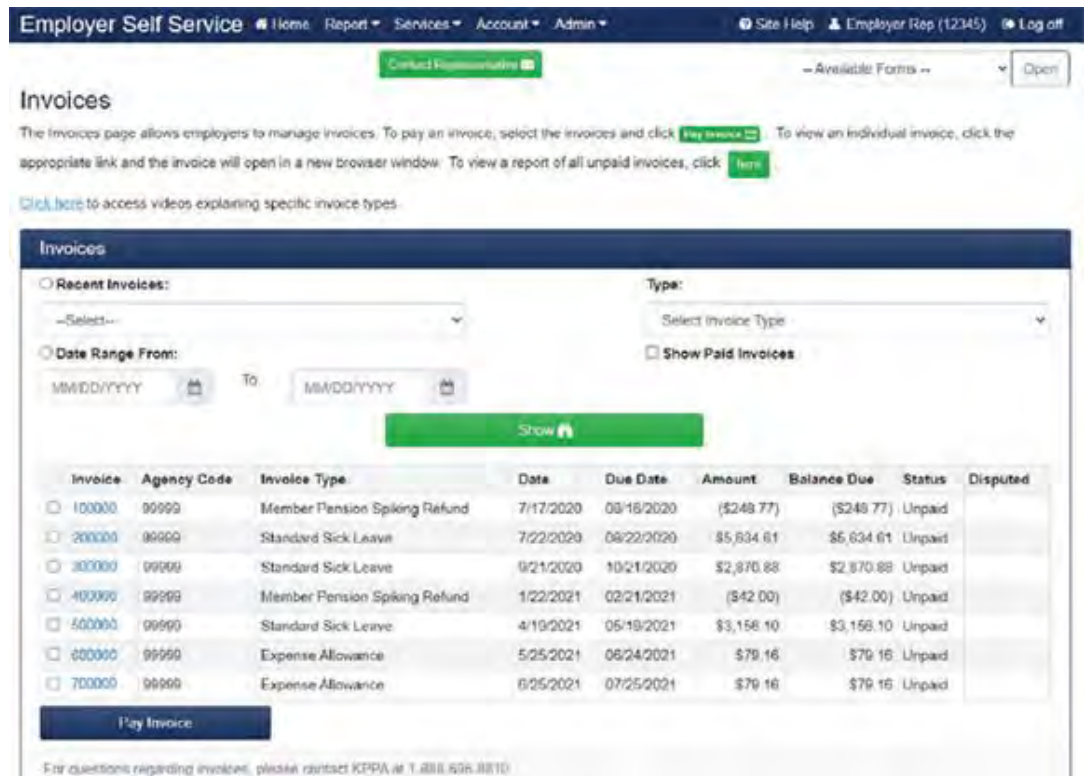 Employer Self Service Home Report Services Account Admin Site Help Employer Rep (12345) Log off
Contact Representative -- Available Forms -- Open
Invoices
The Invoices page allows employers to manage invoices. To pay an invoice, select the invoices and click Pay Invoice . To view an individual invoice, click the
appropriate link and the invoice will open in a new browser window. To view a report of all unpaid invoices, click here .
Click here to access videos explaining specific invoice types
Invoices
Recent Invoices: Type:
--Select-- Select Invoice Type
Date Range From: Show Paid Invoices
MM/DD/YYYY To MM/DD/YYYY
Show
Invoice Agency Code Invoice Type Date Due Date Amount Balance Due Status Disputed
100000 99999 Member Pension Spiking Refund 7/17/2020 08/16/2020 ($248.77) ($248.77) Unpaid
200000 99999 Standard Sick Leave 7/22/2020 08/22/2020 $5,634.61 $5,634.61 Unpaid
300000 99999 Standard Sick Leave 9/21/2020 10/21/2020 $2,870.88 $2,870.88 Unpaid
400000 99999 Member Pension Spiking Refund 1/22/2021 02/21/2021 ($42.00) ($42.00) Unpaid
500000 99999 Standard Sick Leave 4/19/2021 05/19/2021 $3,156.10 $3,156.10 Unpaid
600000 99999 Expense Allowance 5/25/2021 06/24/2021 $79.16 $79.16 Unpaid
700000 99999 Expense Allowance 6/25/2021 07/25/2021 $79.16 $79.16 Unpaid
Pay Invoice
For questions regarding invoices, please contact KPPA at 1-888-696-8810